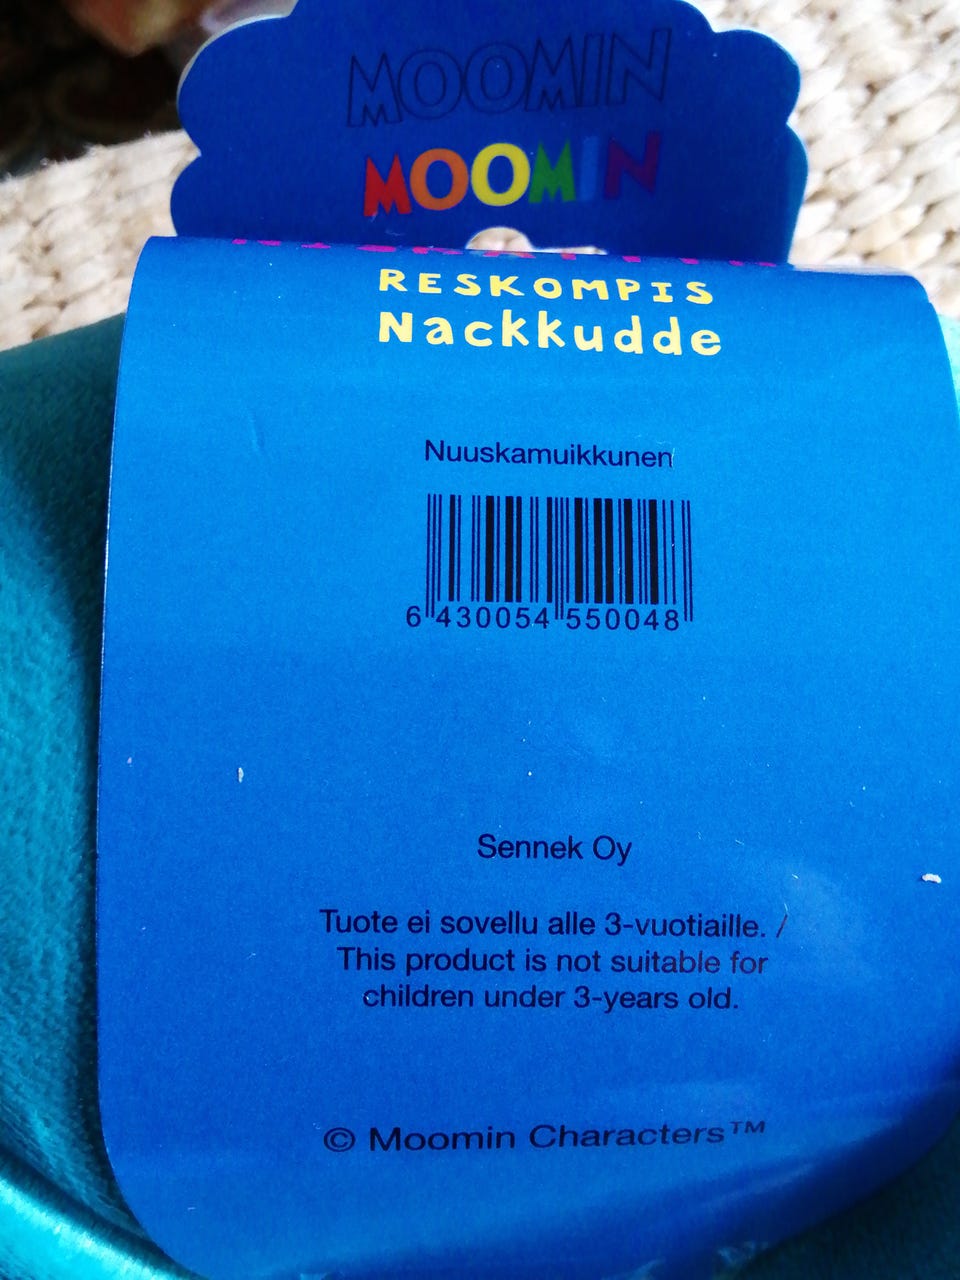 MOOMIN
MOOMIN
RESKOMPIS
Nackkudde
Nuuskamuikkunen
6 430054 550048
Sennek Oy
Tuote ei sovellu alle 3-vuotiaille. /
This product is not suitable for
children under 3-years old.
© Moomin Characters™